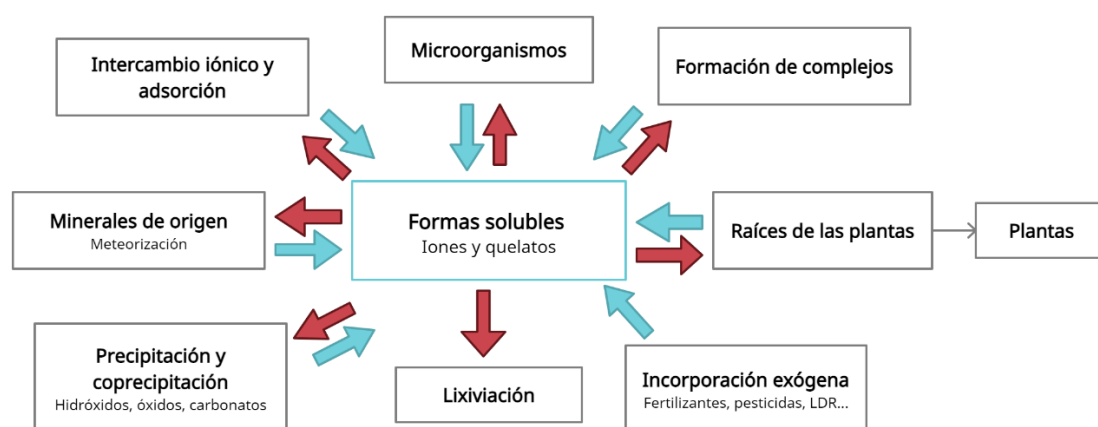 Microorganismos
Intercambio iónico y
adsorción
Formación de complejos
Minerales de origen
Meteorización
Formas solubles
Iones y quelatos
Raíces de las plantas
Plantas
Precipitación y
coprecipitación
Hidróxidos, óxidos, carbonatos
Lixiviación
Incorporación exógena
Fertilizantes, pesticidas, LDR...